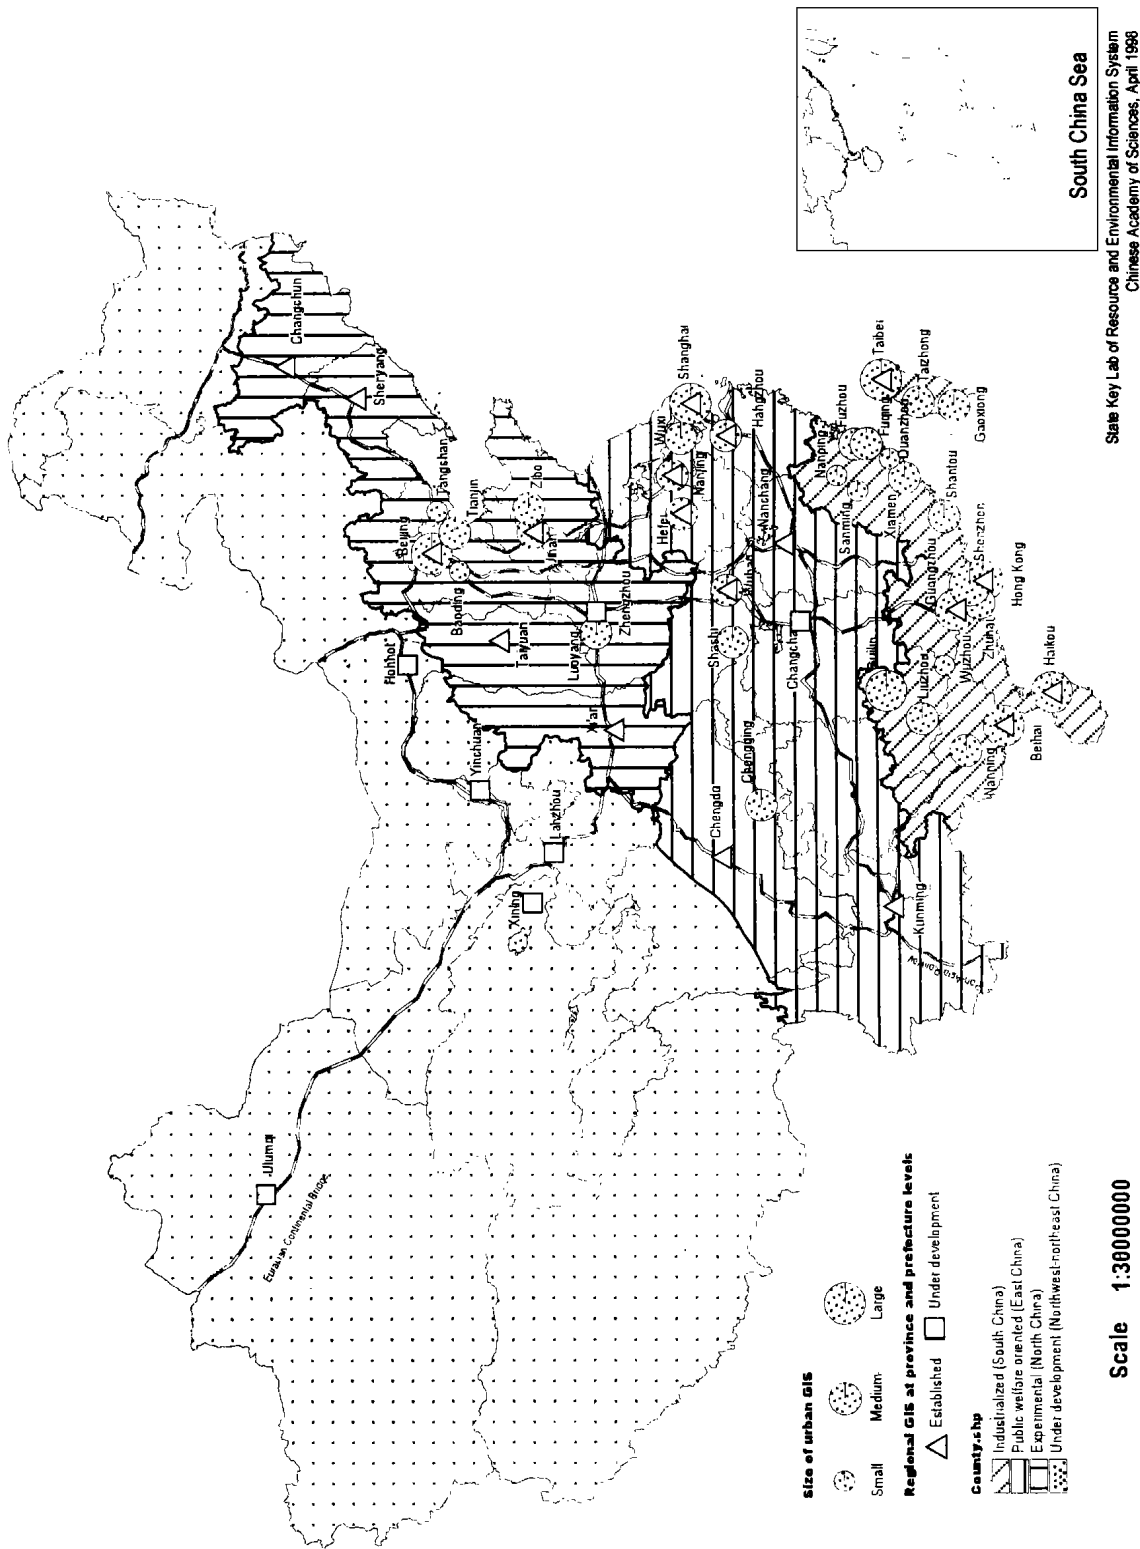 Changchun
Sheryang
Tangshan
Tianjin
Beijing
Zibo
Jinan
Baoding
Taiyuan
Hohhot
Zhengzhou
Luoyang
Xi'an
Yinchuan
Lanzhou
Xining
Ulumqi
Eurasian Continental Bridge
Shanghai
Wuxi
Nanjing
Hefei
Hangzhou
Nanchang
Wuhan
Shashi
Changcha
Chongqing
Chengdo
Kunming
Taibei
Taizhong
Gaoxiong
Fuzhou
Fuqing
Quanzhou
Nanping
Sanming
Xiamen
Shantou
Guangzhou
Shenzhen
Hong Kong
Zhuhai
Wuzhou
Liuzhou
Guilin
Nanning
Beihai
Haikou
South China Sea
State Key Lab of Resource and Environmental Information System
Chinese Academy of Sciences, April 1996
Size of urban GIS
Small Medium Large
Regional GIS at province and prefecture levels
Established Under development
County.shp
Industrialized (South China)
Public welfare oriented (East China)
Experimental (North China)
Under development (Northwest-northeast China)
Scale 1:30000000